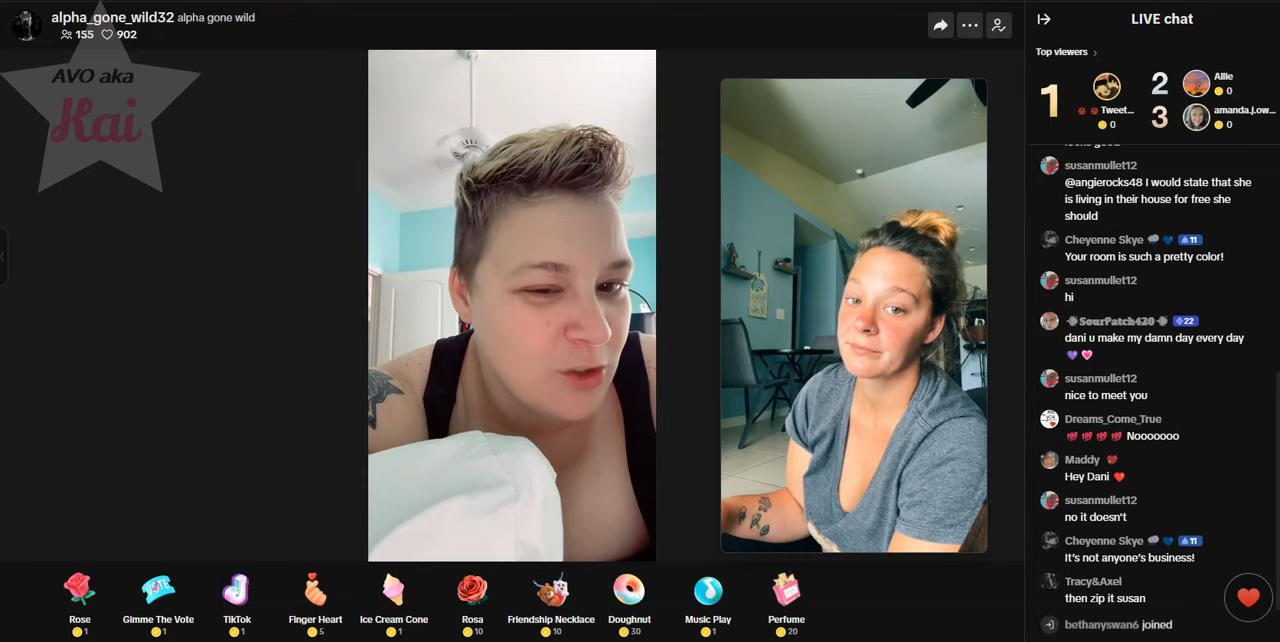 alpha_gone_wild32 alpha gone wild
155 902
AVO aka
Kai
LIVE chat
Top viewers
1
Tweet...
0
2
Allie
0
3
amanda.j.ow...
0
susanmullet12
@angierocks48 I would state that she
is living in their house for free she
should
Cheyenne Skye 11
Your room is such a pretty color!
susanmullet12
hi
SourPatch420 22
dani u make my damn day every day
susanmullet12
nice to meet you
Dreams_Come_True
💯 💯 💯 💯 Nooooooo
Maddy
Hey Dani
susanmullet12
no it doesn't
Cheyenne Skye 11
It's not anyone's business!
Tracy&Axel
then zip it susan
bethanyswan6 joined
Rose
1
Gimme The Vote
1
TikTok
1
Finger Heart
5
Ice Cream Cone
1
Rosa
10
Friendship Necklace
10
Doughnut
30
Music Play
1
Perfume
20